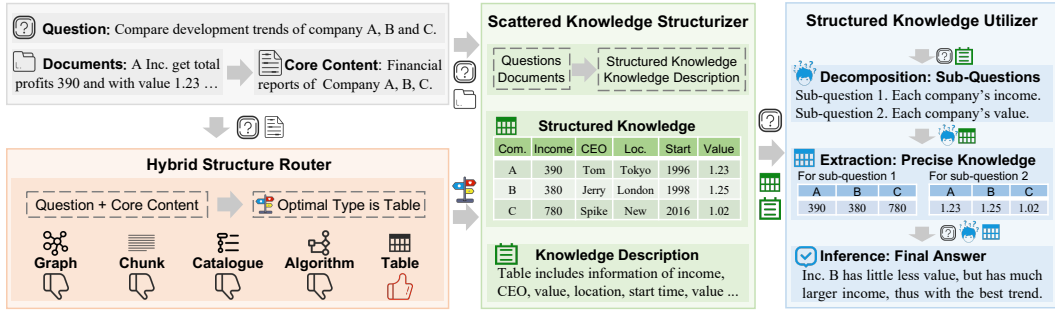 Question: Compare development trends of company A, B and C.
Documents: A Inc. get total
profits 390 and with value 1.23 ...
Core Content: Financial
reports of Company A, B, C.
Hybrid Structure Router
Question + Core Content
Optimal Type is Table
Graph
Chunk
Catalogue
Algorithm
Table
Scattered Knowledge Structurizer
Questions
Documents
Structured Knowledge
Knowledge Description
Structured Knowledge
Com. Income CEO Loc. Start Value
A 390 Tom Tokyo 1996 1.23
B 380 Jerry London 1998 1.25
C 780 Spike New 2016 1.02
Knowledge Description
Table includes information of income,
CEO, value, location, start time, value ...
Structured Knowledge Utilizer
Decomposition: Sub-Questions
Sub-question 1. Each company's income.
Sub-question 2. Each company's value.
Extraction: Precise Knowledge
For sub-question 1
A B C
390 380 780
For sub-question 2
A B C
1.23 1.25 1.02
Inference: Final Answer
Inc. B has little less value, but has much
larger income, thus with the best trend.